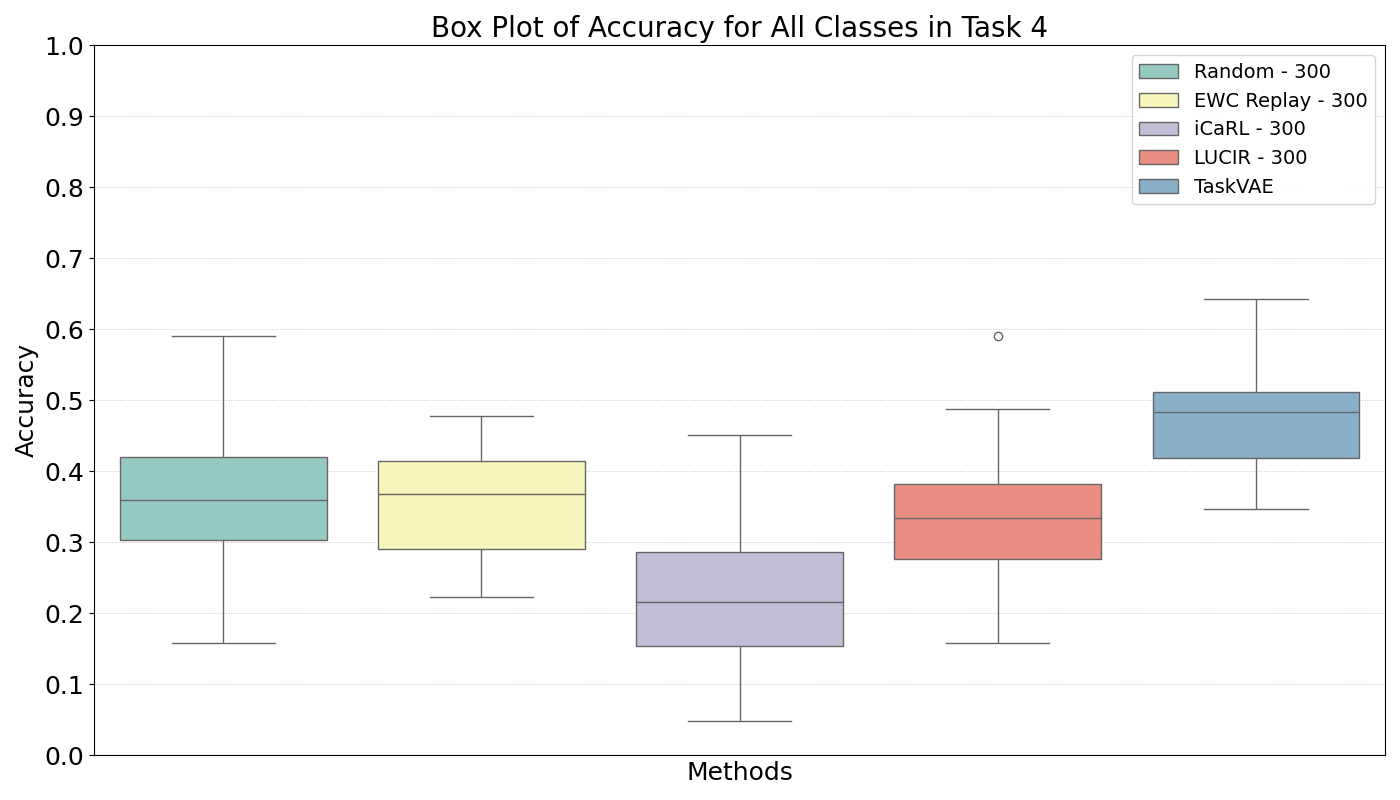 Box Plot of Accuracy for All Classes in Task 4
1.0
0.9
0.8
0.7
0.6
0.5
0.4
0.3
0.2
0.1
0.0
Accuracy
Methods
Random - 300
EWC Replay - 300
iCaRL - 300
LUCIR - 300
TaskVAE